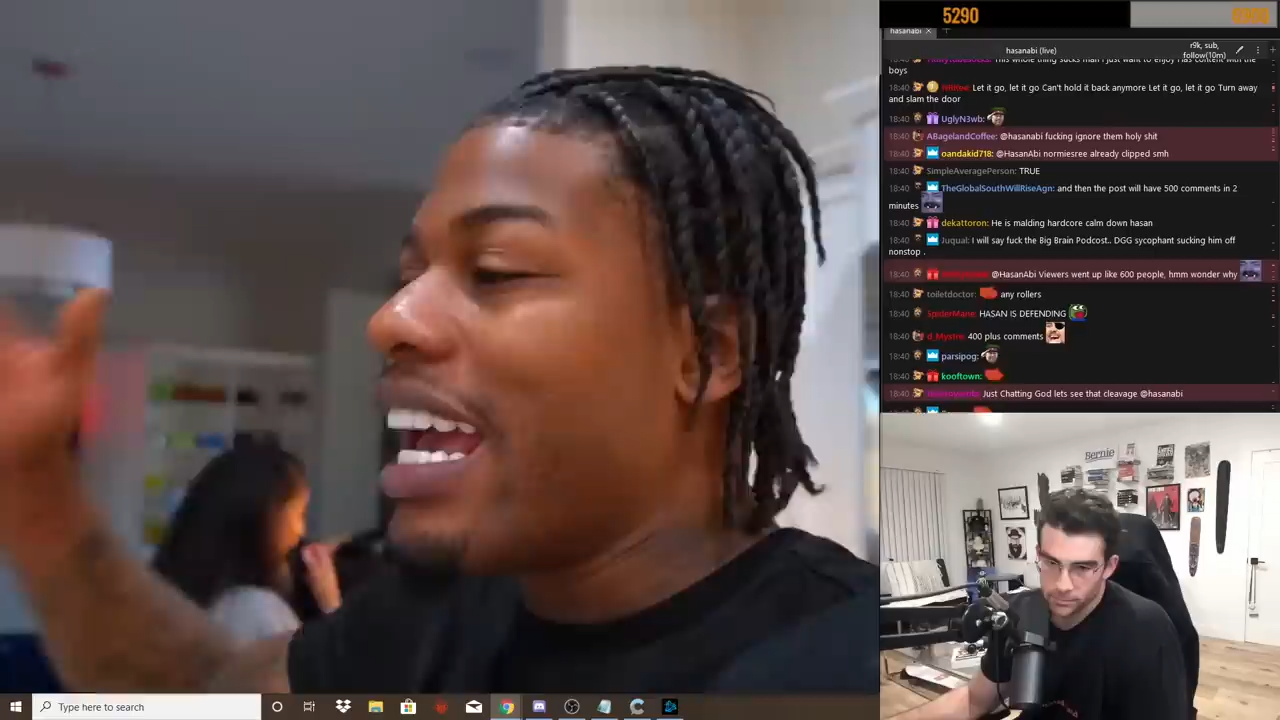 5290
hasanabi
hasanabi (live)
r9k, sub,
follow(10m)
This whole thing sucks man I just want to enjoy Has content with the
boys
18:40 Let it go, let it go Can't hold it back anymore Let it go, let it go Turn away
and slam the door
18:40 UglyN3wb:
18:40 ABagelandCoffee: @hasanabi fucking ignore them holy shit
18:40 oandakid718: @HasanAbi normiesree already clipped smh
18:40 SimpleAveragePerson: TRUE
18:40 TheGlobalSouthWillRiseAgn: and then the post will have 500 comments in 2
minutes
18:40 dekattoron: He is malding hardcore calm down hasan
18:40 Juqual: I will say fuck the Big Brain Podcost.. DGG sycophant sucking him off
nonstop .
18:40 @HasanAbi Viewers went up like 600 people, hmm wonder why
18:40 toiletdoctor: any rollers
18:40 SpiderMane: HASAN IS DEFENDING
18:40 d_Mystre: 400 plus comments
18:40 parsipog:
18:40 kooftown:
18:40 Just Chatting God lets see that cleavage @hasanabi
Bernie
Type here to search